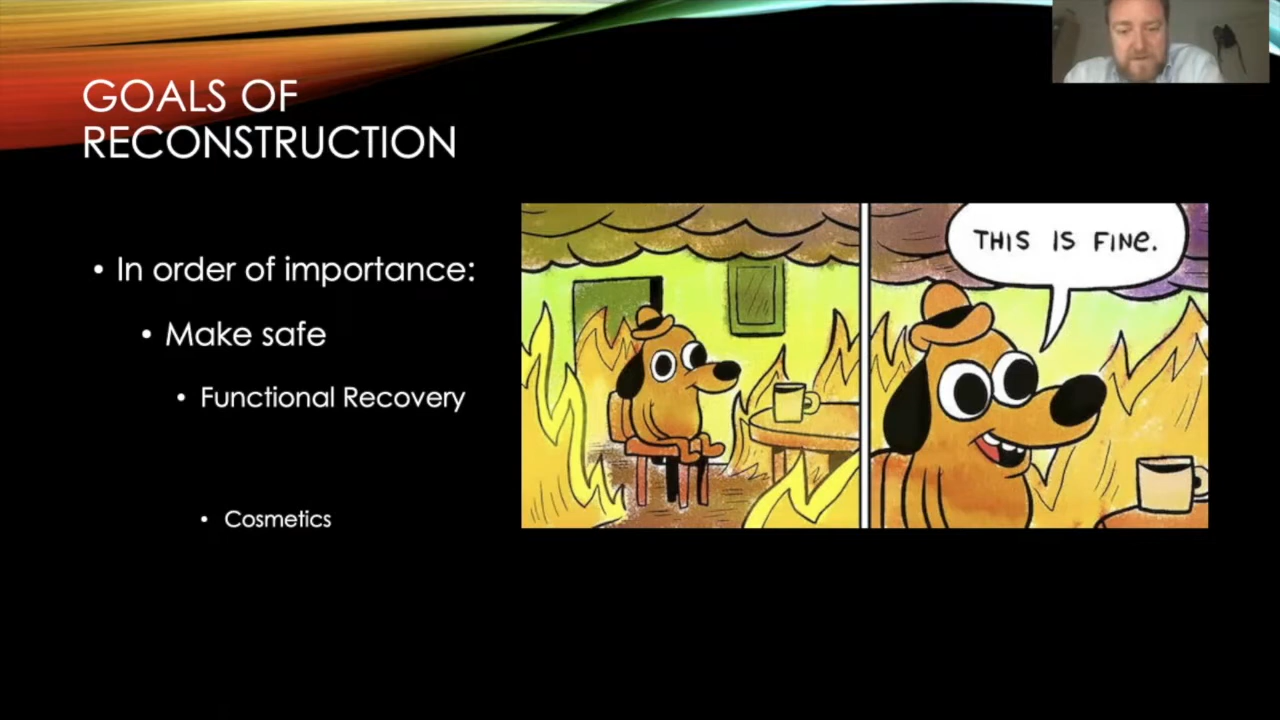 GOALS OF
RECONSTRUCTION
• In order of importance:
• Make safe
• Functional Recovery
• Cosmetics
THIS IS FINE.